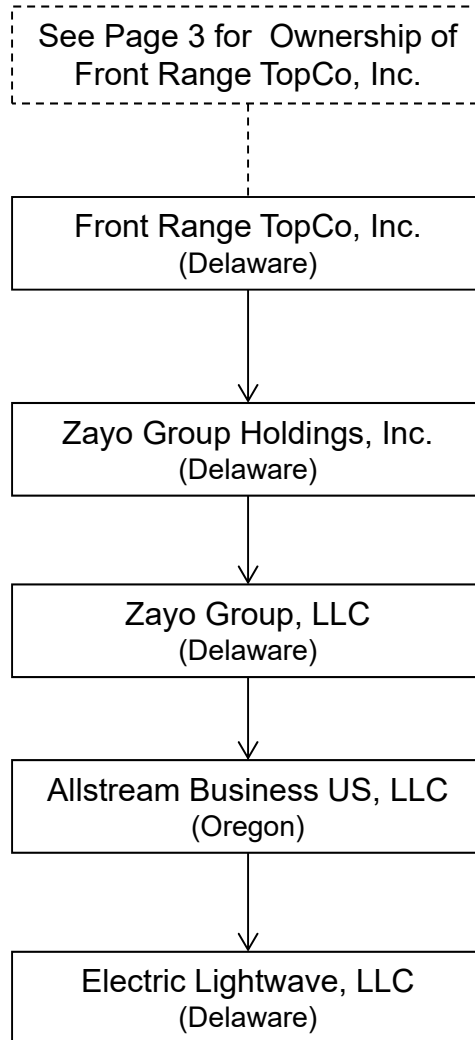 See Page 3 for Ownership of
Front Range TopCo, Inc.
Front Range TopCo, Inc.
(Delaware)
Zayo Group Holdings, Inc.
(Delaware)
Zayo Group, LLC
(Delaware)
Allstream Business US, LLC
(Oregon)
Electric Lightwave, LLC
(Delaware)